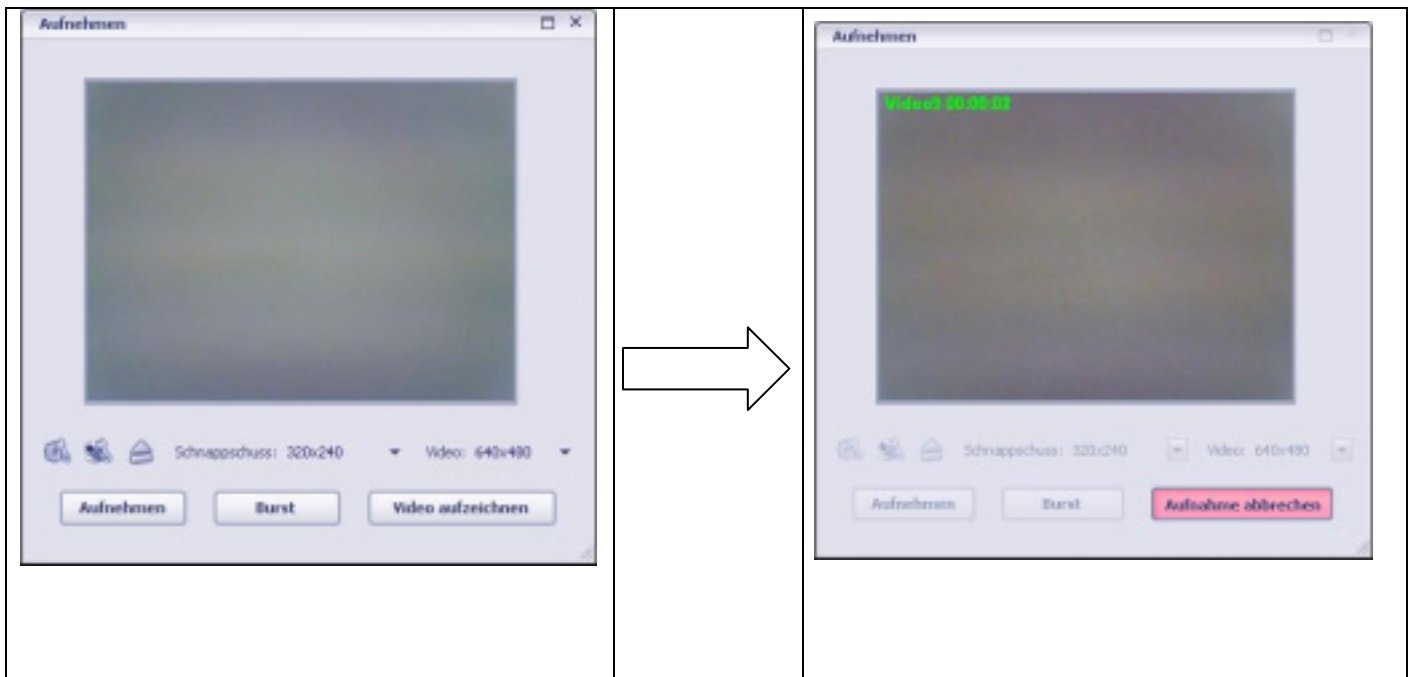 Aufnehmen
Schnappschuss: 320x240 Video: 640x480
Aufnehmen Burst Video aufzeichnen
Aufnehmen
00:00:03
Schnappschuss: 320x240 Video: 640x480
Aufnehmen Burst Aufnahme abbrechen